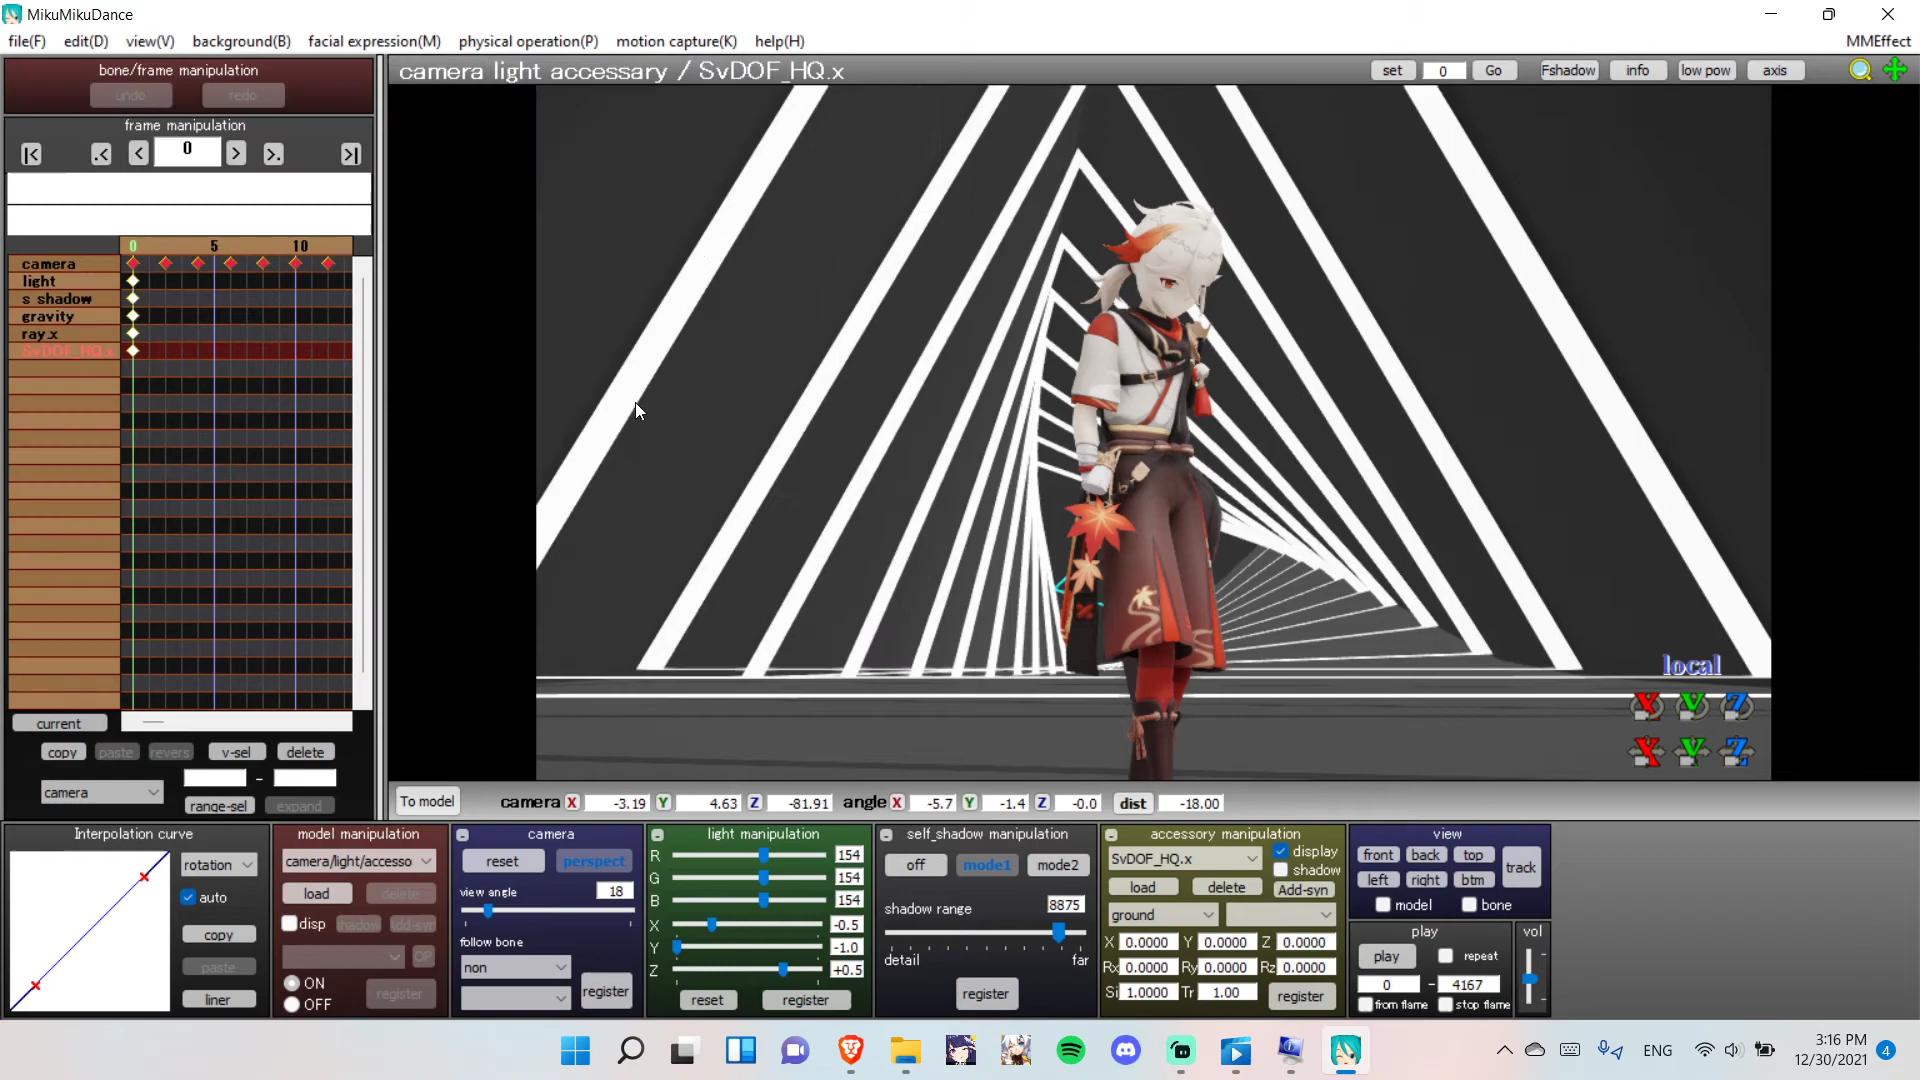 MikuMikuDance
file(F) edit(D) view(V) background(B) facial expression(M) physical operation(P) motion capture(K) help(H) MMEffect
bone/frame manipulation
undo redo
camera light accessary / SvDOF_HQ.x
set 0 Go Fshadow info low pow axis
frame manipulation
|< .< < 0 > >. >|
0 5 10
camera
light
s shadow
gravity
ray.x
SvDOF_HQ.x
local
X Y Z
X Y Z
current
copy paste revers v-sel delete
camera -
range-sel expand
To model camera X -3.19 Y 4.63 Z -81.91 angle X -5.7 Y -1.4 Z -0.0 dist -18.00
Interpolation curve
rotation
auto
copy
paste
liner
model manipulation
camera/light/accesso
load delete
disp shadow Add-syn
OP
ON
OFF
register
- camera
reset perspect
view angle 18
follow bone
non
register
- light manipulation
R 154
G 154
B 154
X -0.5
Y -1.0
Z +0.5
reset register
- self_shadow manipulation
off mode1 mode2
shadow range 8875
detail far
register
- accessory manipulation
SvDOF_HQ.x display
shadow
load delete Add-syn
ground
X 0.0000 Y 0.0000 Z 0.0000
Rx 0.0000 Ry 0.0000 Rz 0.0000
Si 1.0000 Tr 1.00 register
view
front back top
left right btm
track
model bone
play
play repeat
0 - 4167
from flame stop flame
vol
ENG
3:16 PM
12/30/2021
4